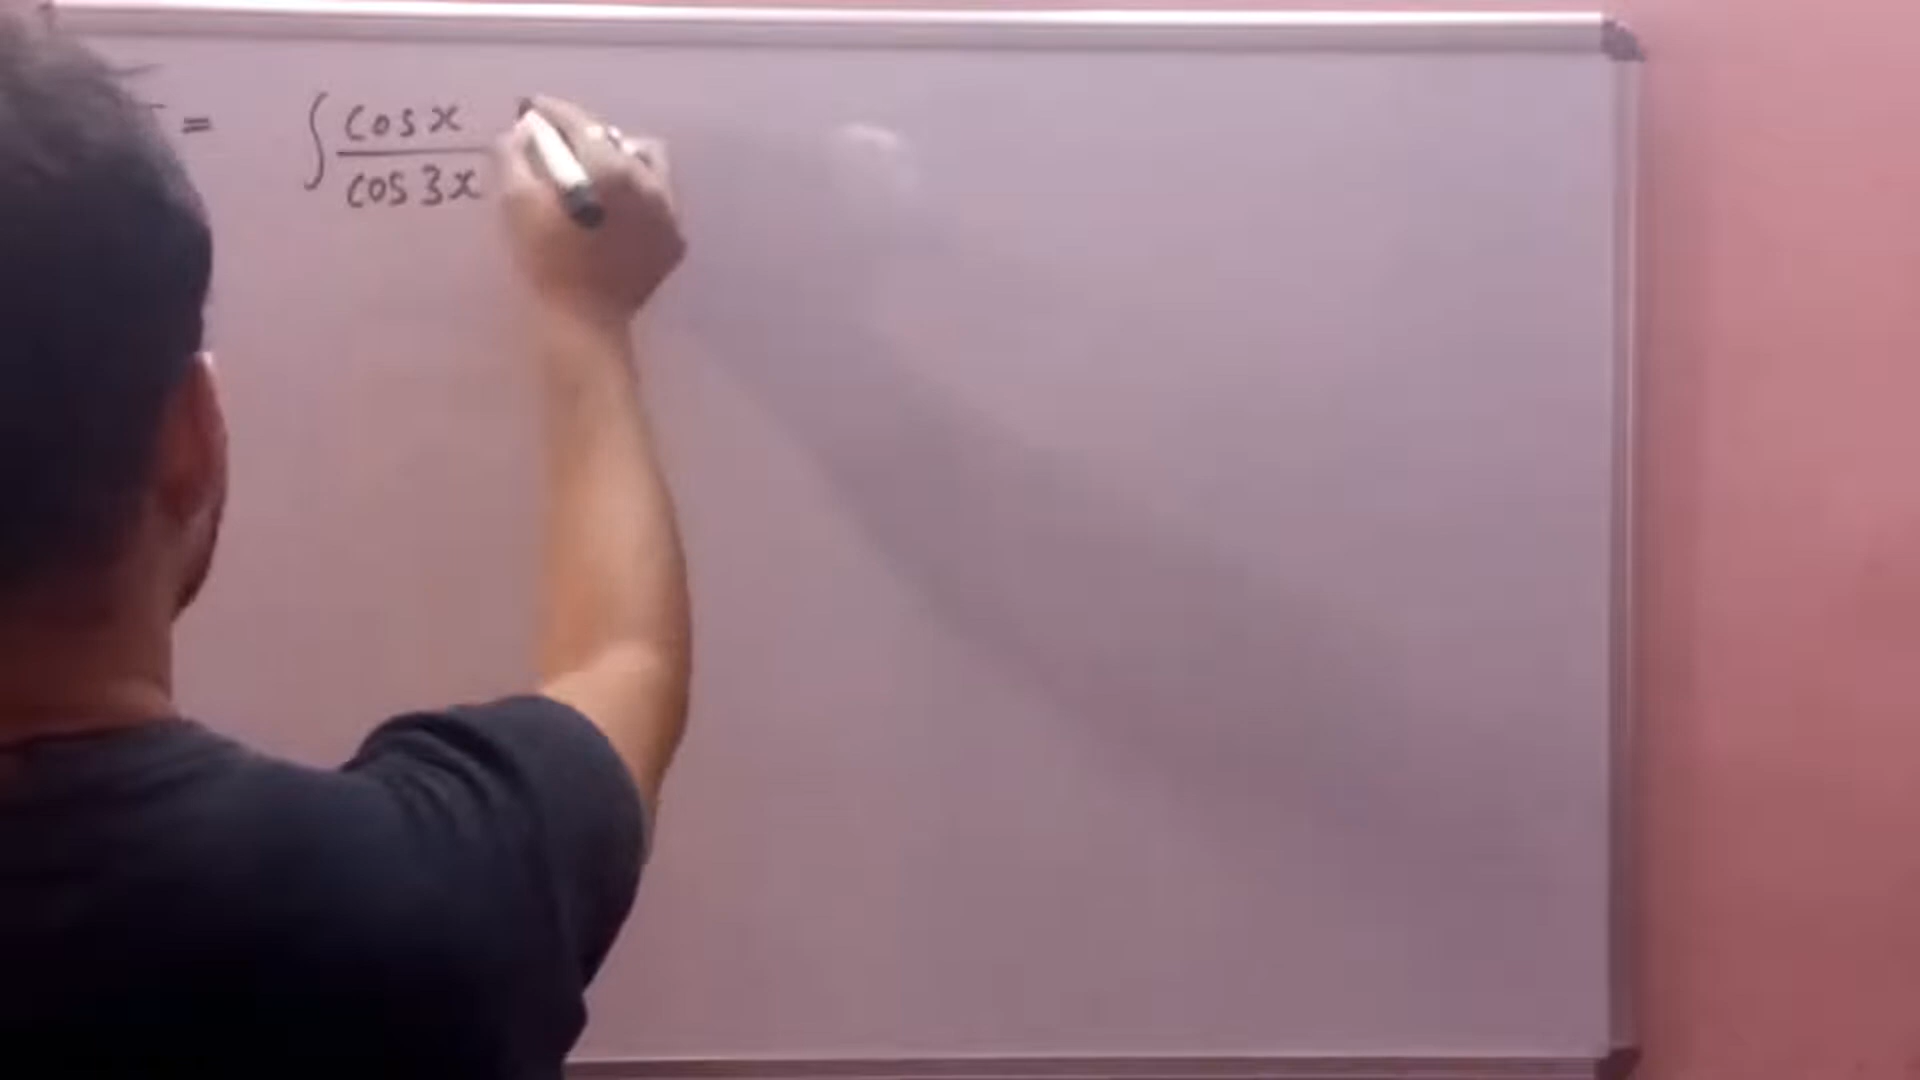 = ∫ cos x
cos 3x